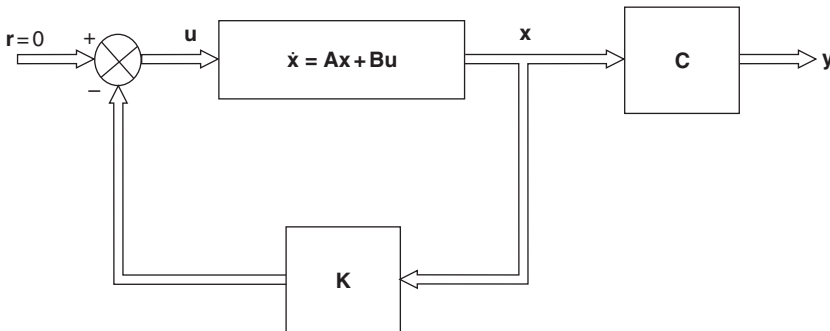 r = 0
+
−
u
ẋ = Ax + Bu
x
C
y
K